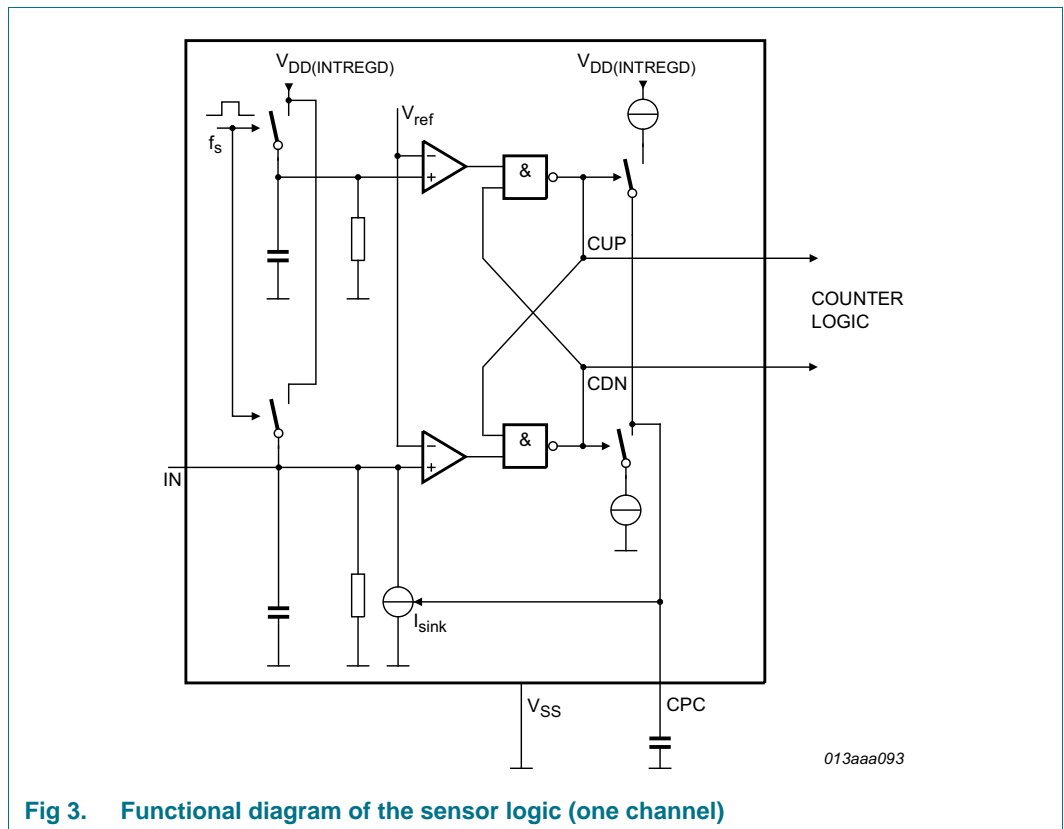 VDD(INTREGD)
VDD(INTREGD)
fs
Vref
&
CUP
COUNTER
LOGIC
CDN
&
IN
Isink
VSS
CPC
013aaa093
Fig 3. Functional diagram of the sensor logic (one channel)